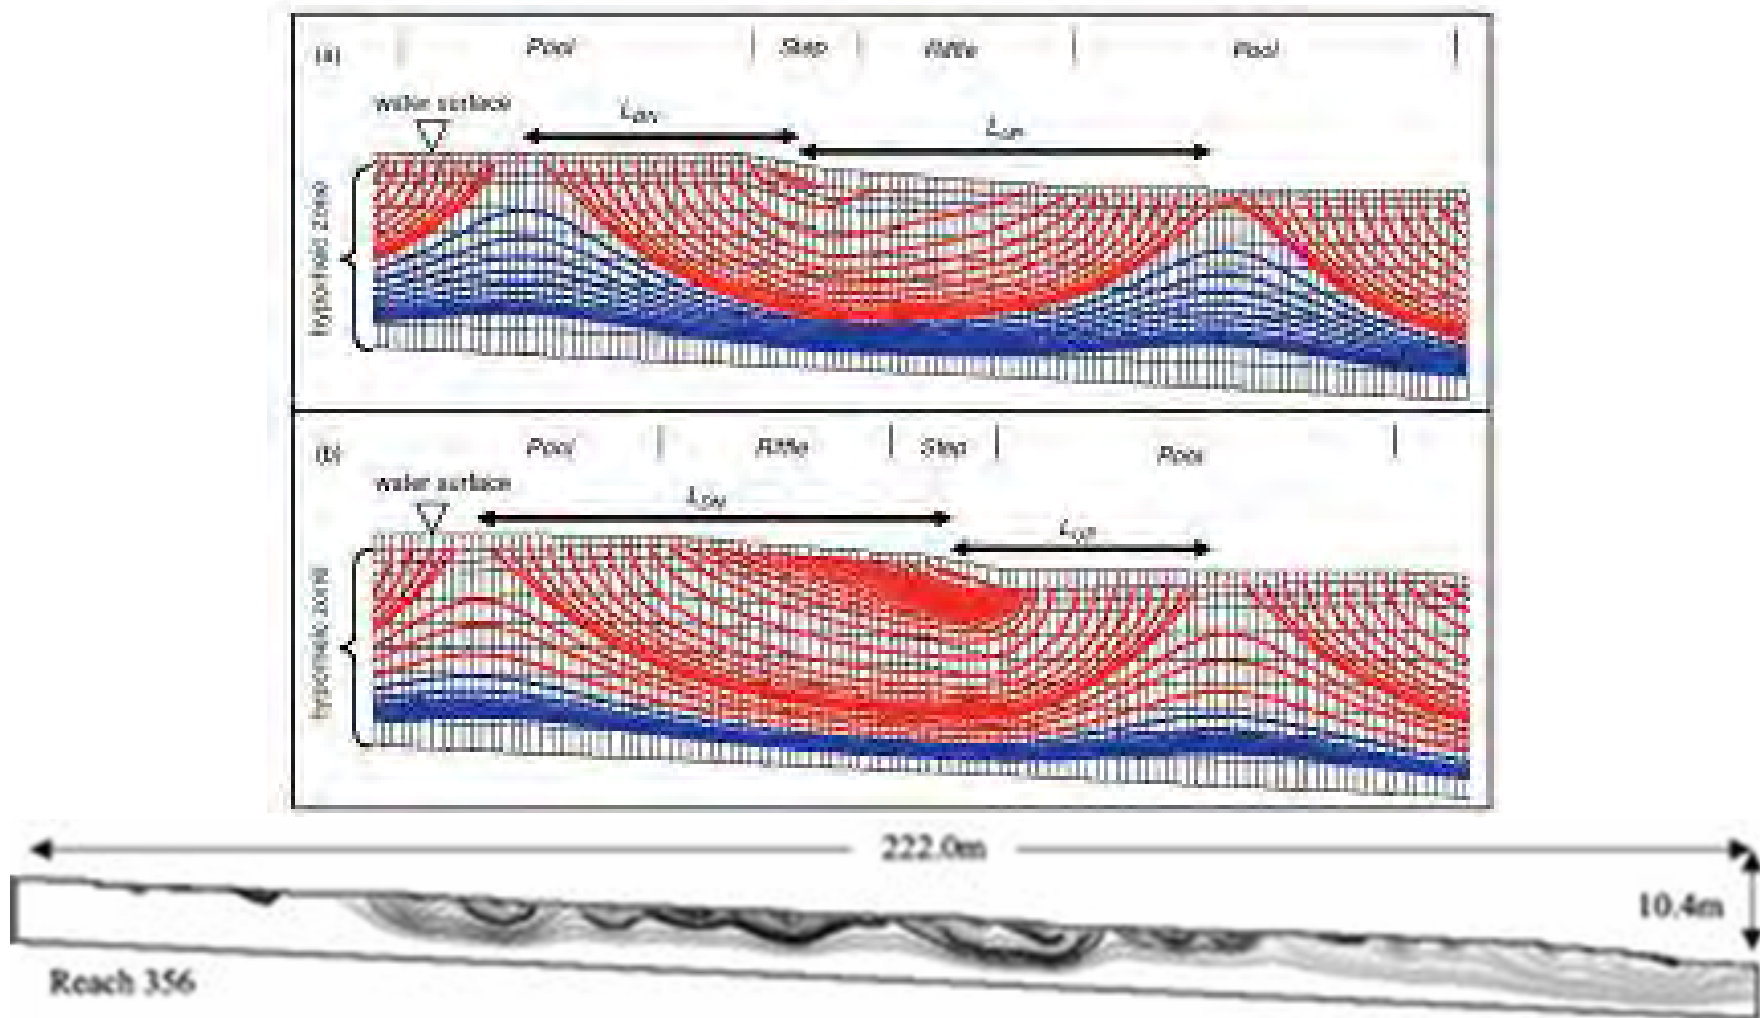 (a)
Pool
Step
Riffle
Pool
water surface
L_DN
L_UP
hyporheic zone
(b)
Pool
Riffle
Step
Pool
water surface
L_DN
L_UP
hyporheic zone
222.0m
10.4m
Reach 356